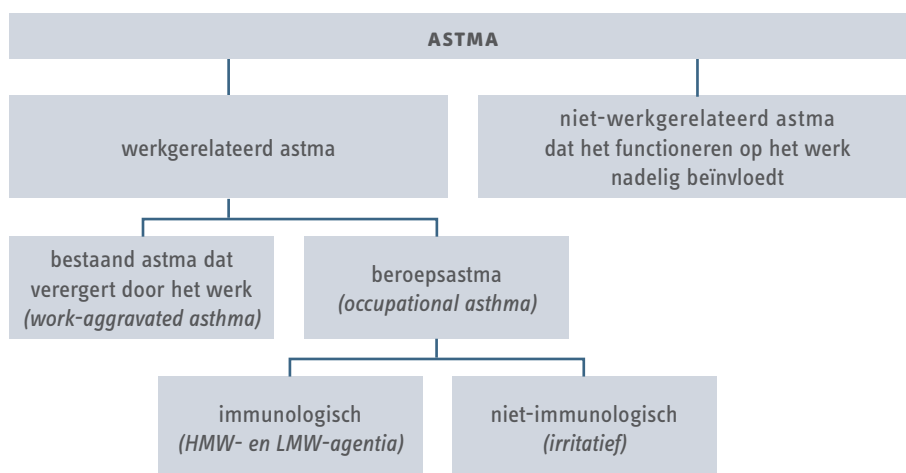 ASTMA
werkgerelateerd astma
niet-werkgerelateerd astma
dat het functioneren op het werk
nadelig beïnvloedt
bestaand astma dat
verergert door het werk
(work-aggravated asthma)
beroepsastma
(occupational asthma)
immunologisch
(HMW- en LMW-agentia)
niet-immunologisch
(irritatief)